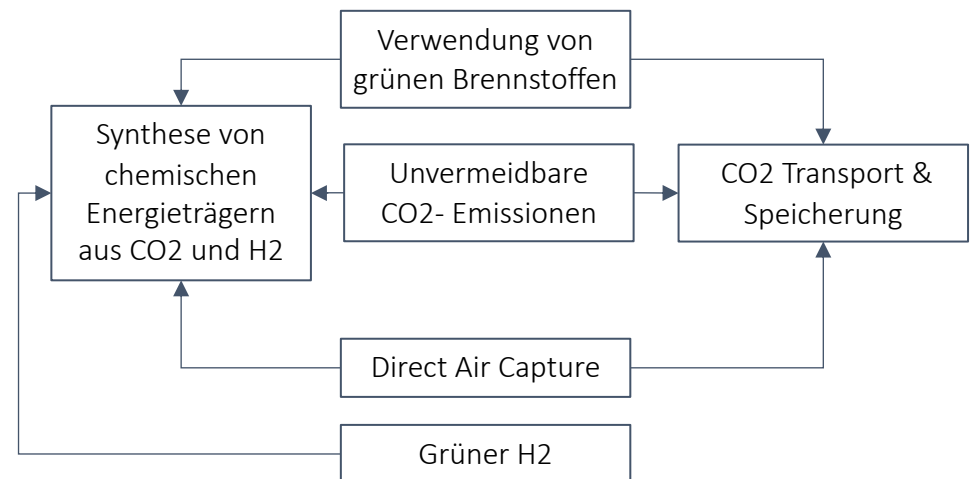 Verwendung von
grünen Brennstoffen
Synthese von
chemischen
Energieträgern
aus CO2 und H2
Unvermeidbare
CO2- Emissionen
CO2 Transport &
Speicherung
Direct Air Capture
Grüner H2